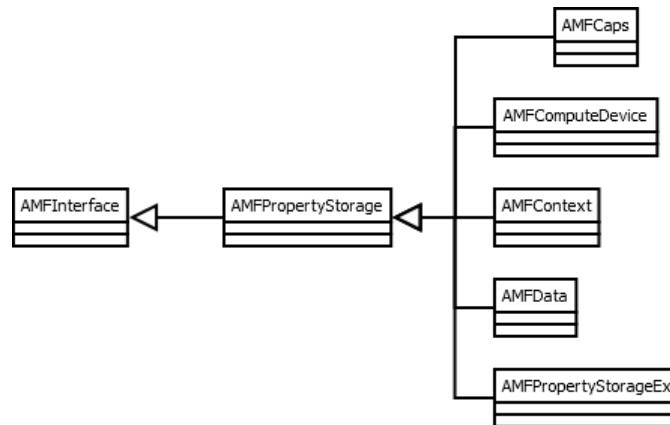 AMFCaps
AMFComputeDevice
AMFInterface
AMFPropertyStorage
AMFContext
AMFData
AMFPropertyStorageEx